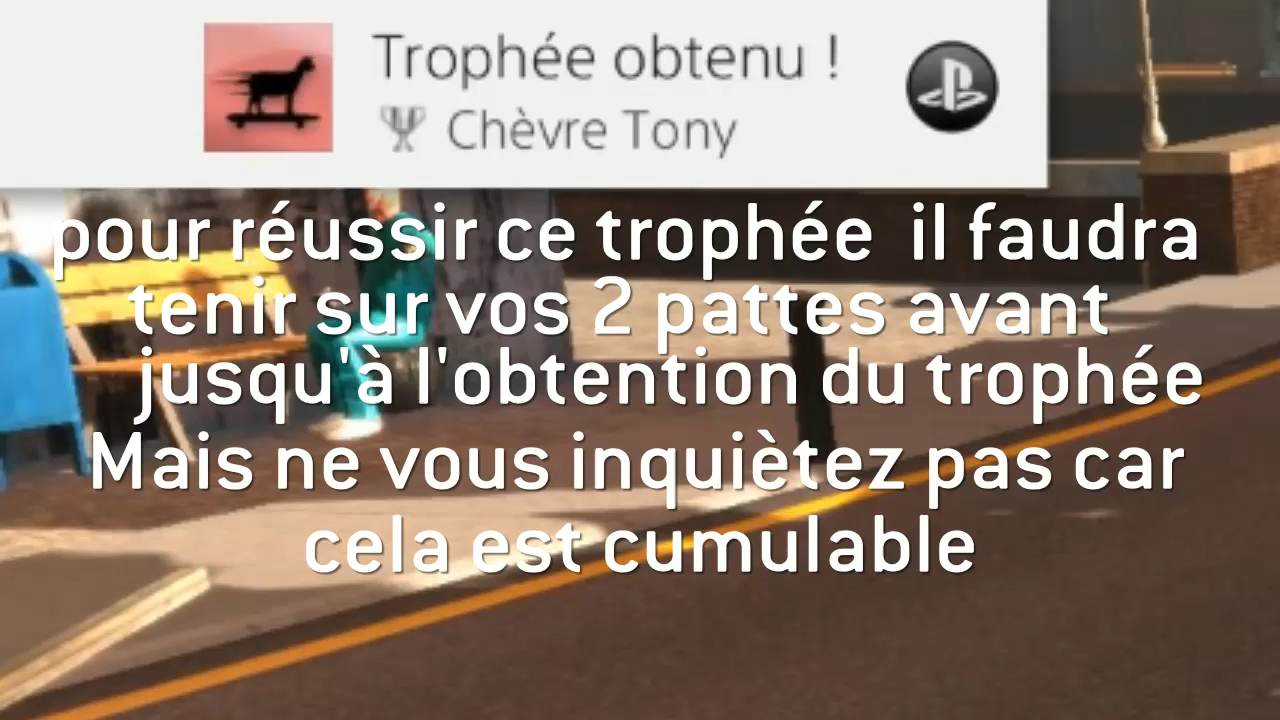 Trophée obtenu !
Chèvre Tony
pour réussir ce trophée il faudra
tenir sur vos 2 pattes avant
jusqu'à l'obtention du trophée
Mais ne vous inquiètez pas car
cela est cumulable